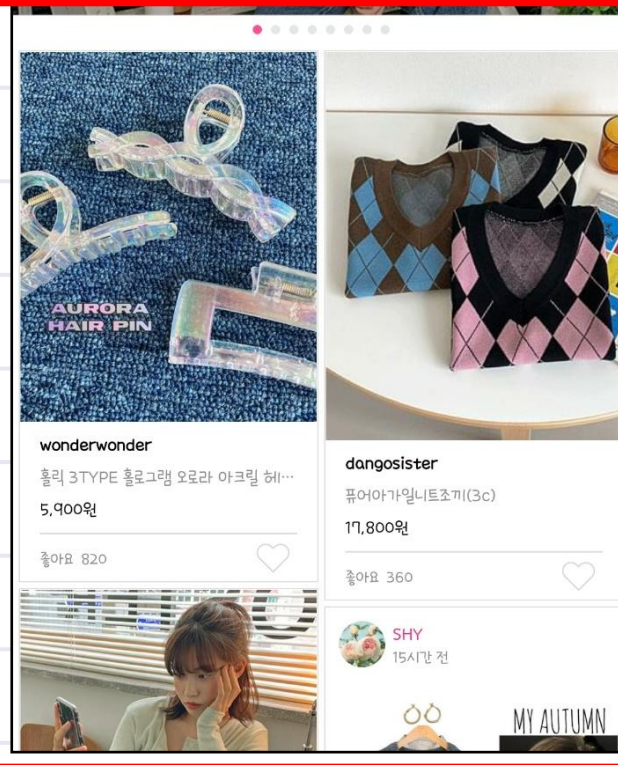 AURORA
HAIR PIN
wonderwonder
홀릭 3TYPE 홀로그램 오로라 아크릴 헤…
5,900원
좋아요 820
dangosister
퓨어아가일니트조끼(3c)
17,800원
좋아요 360
SHY
15시간 전
MY AUTUMN